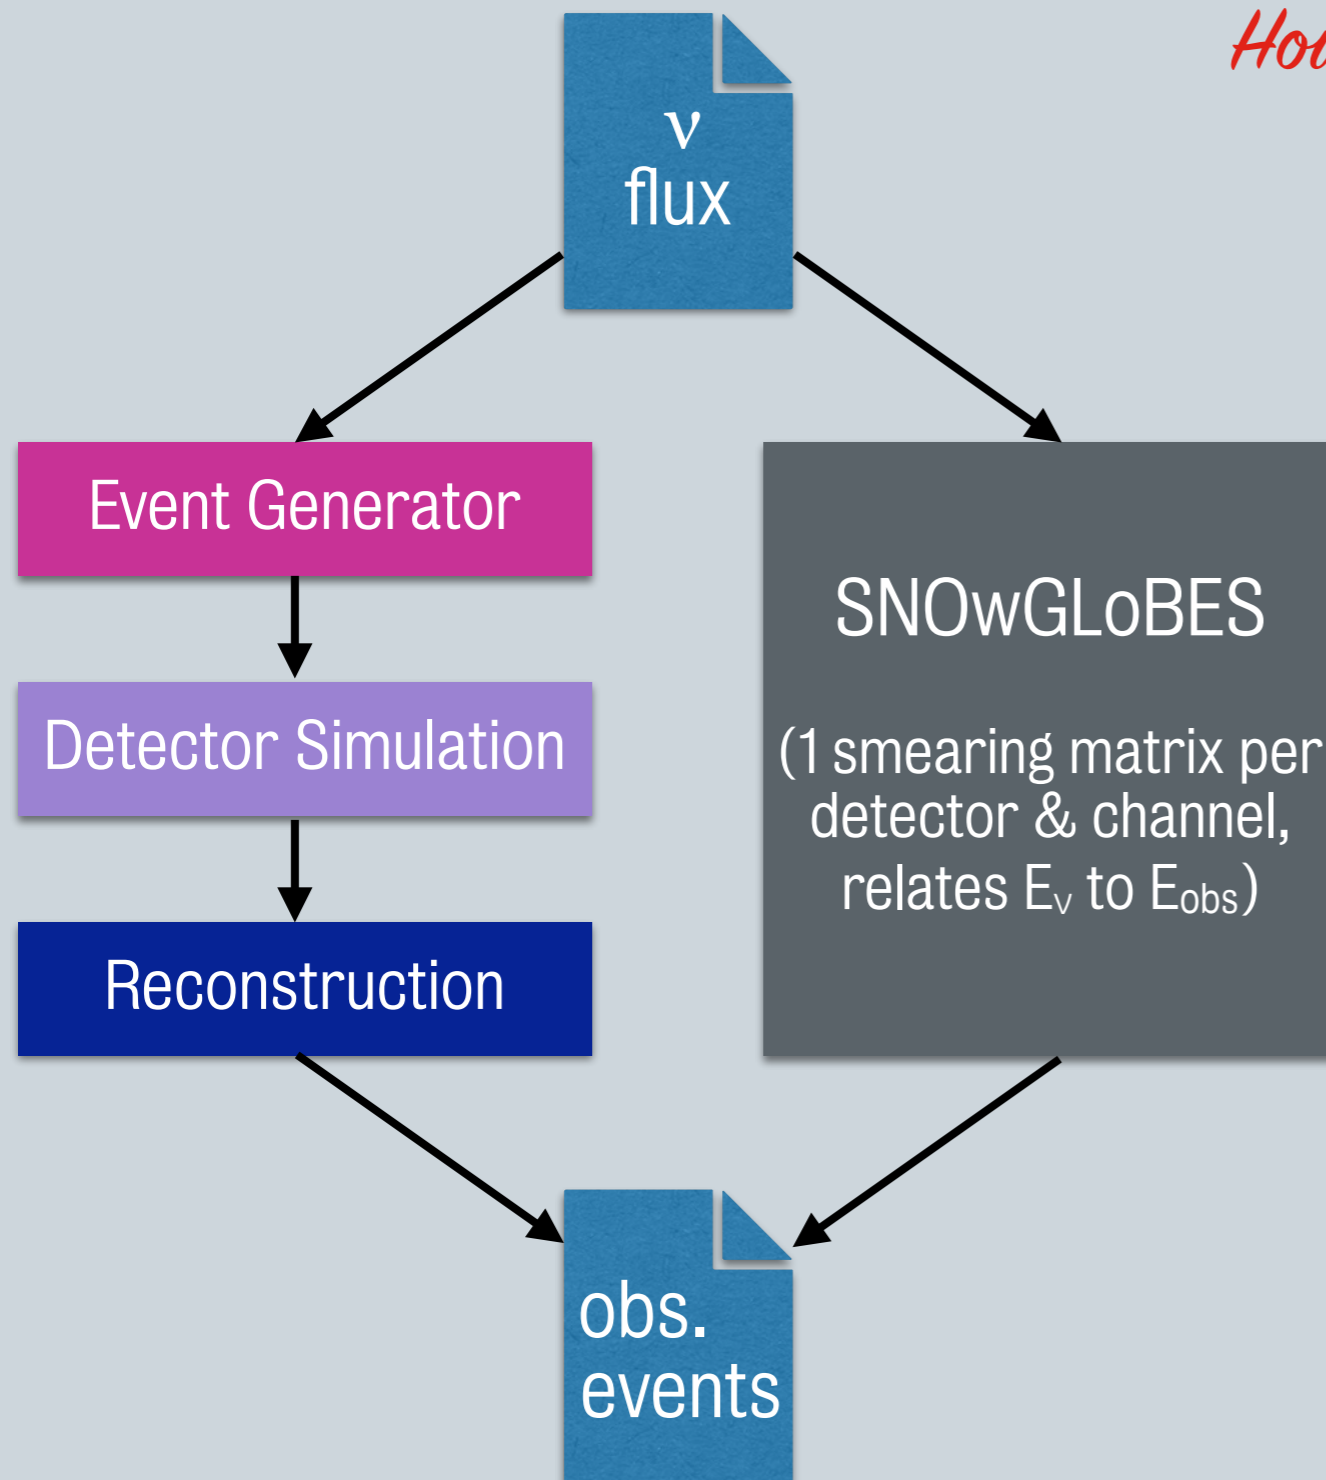 ν
flux
Event Generator
Detector Simulation
Reconstruction
SNOwGLoBES
(1 smearing matrix per
detector & channel,
relates Eν to Eobs)
obs.
events